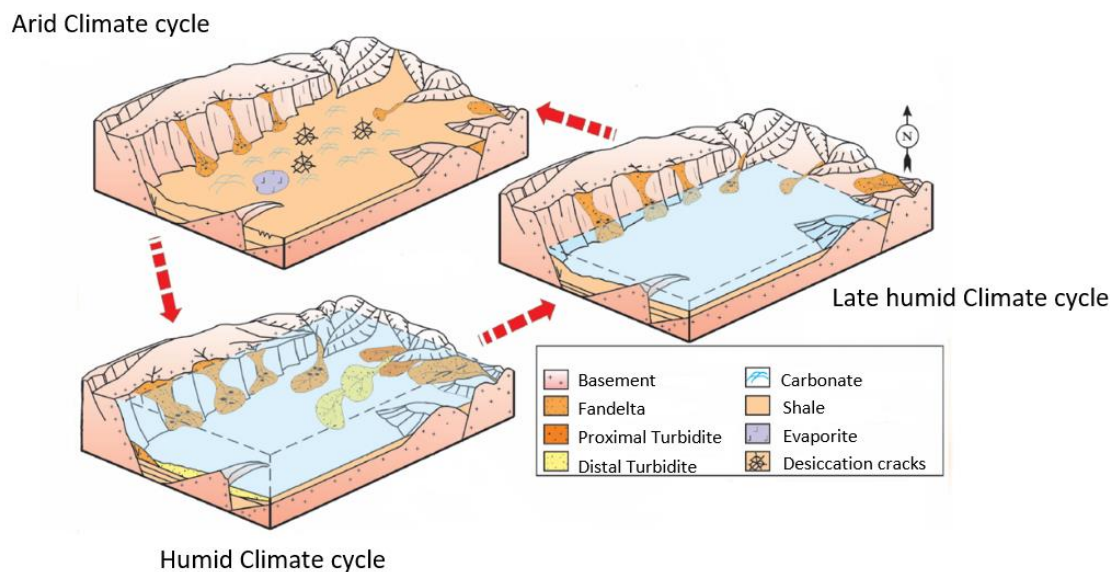 Arid Climate cycle
N
Late humid Climate cycle
Basement
Carbonate
Fandelta
Shale
Proximal Turbidite
Evaporite
Distal Turbidite
Desiccation cracks
Humid Climate cycle